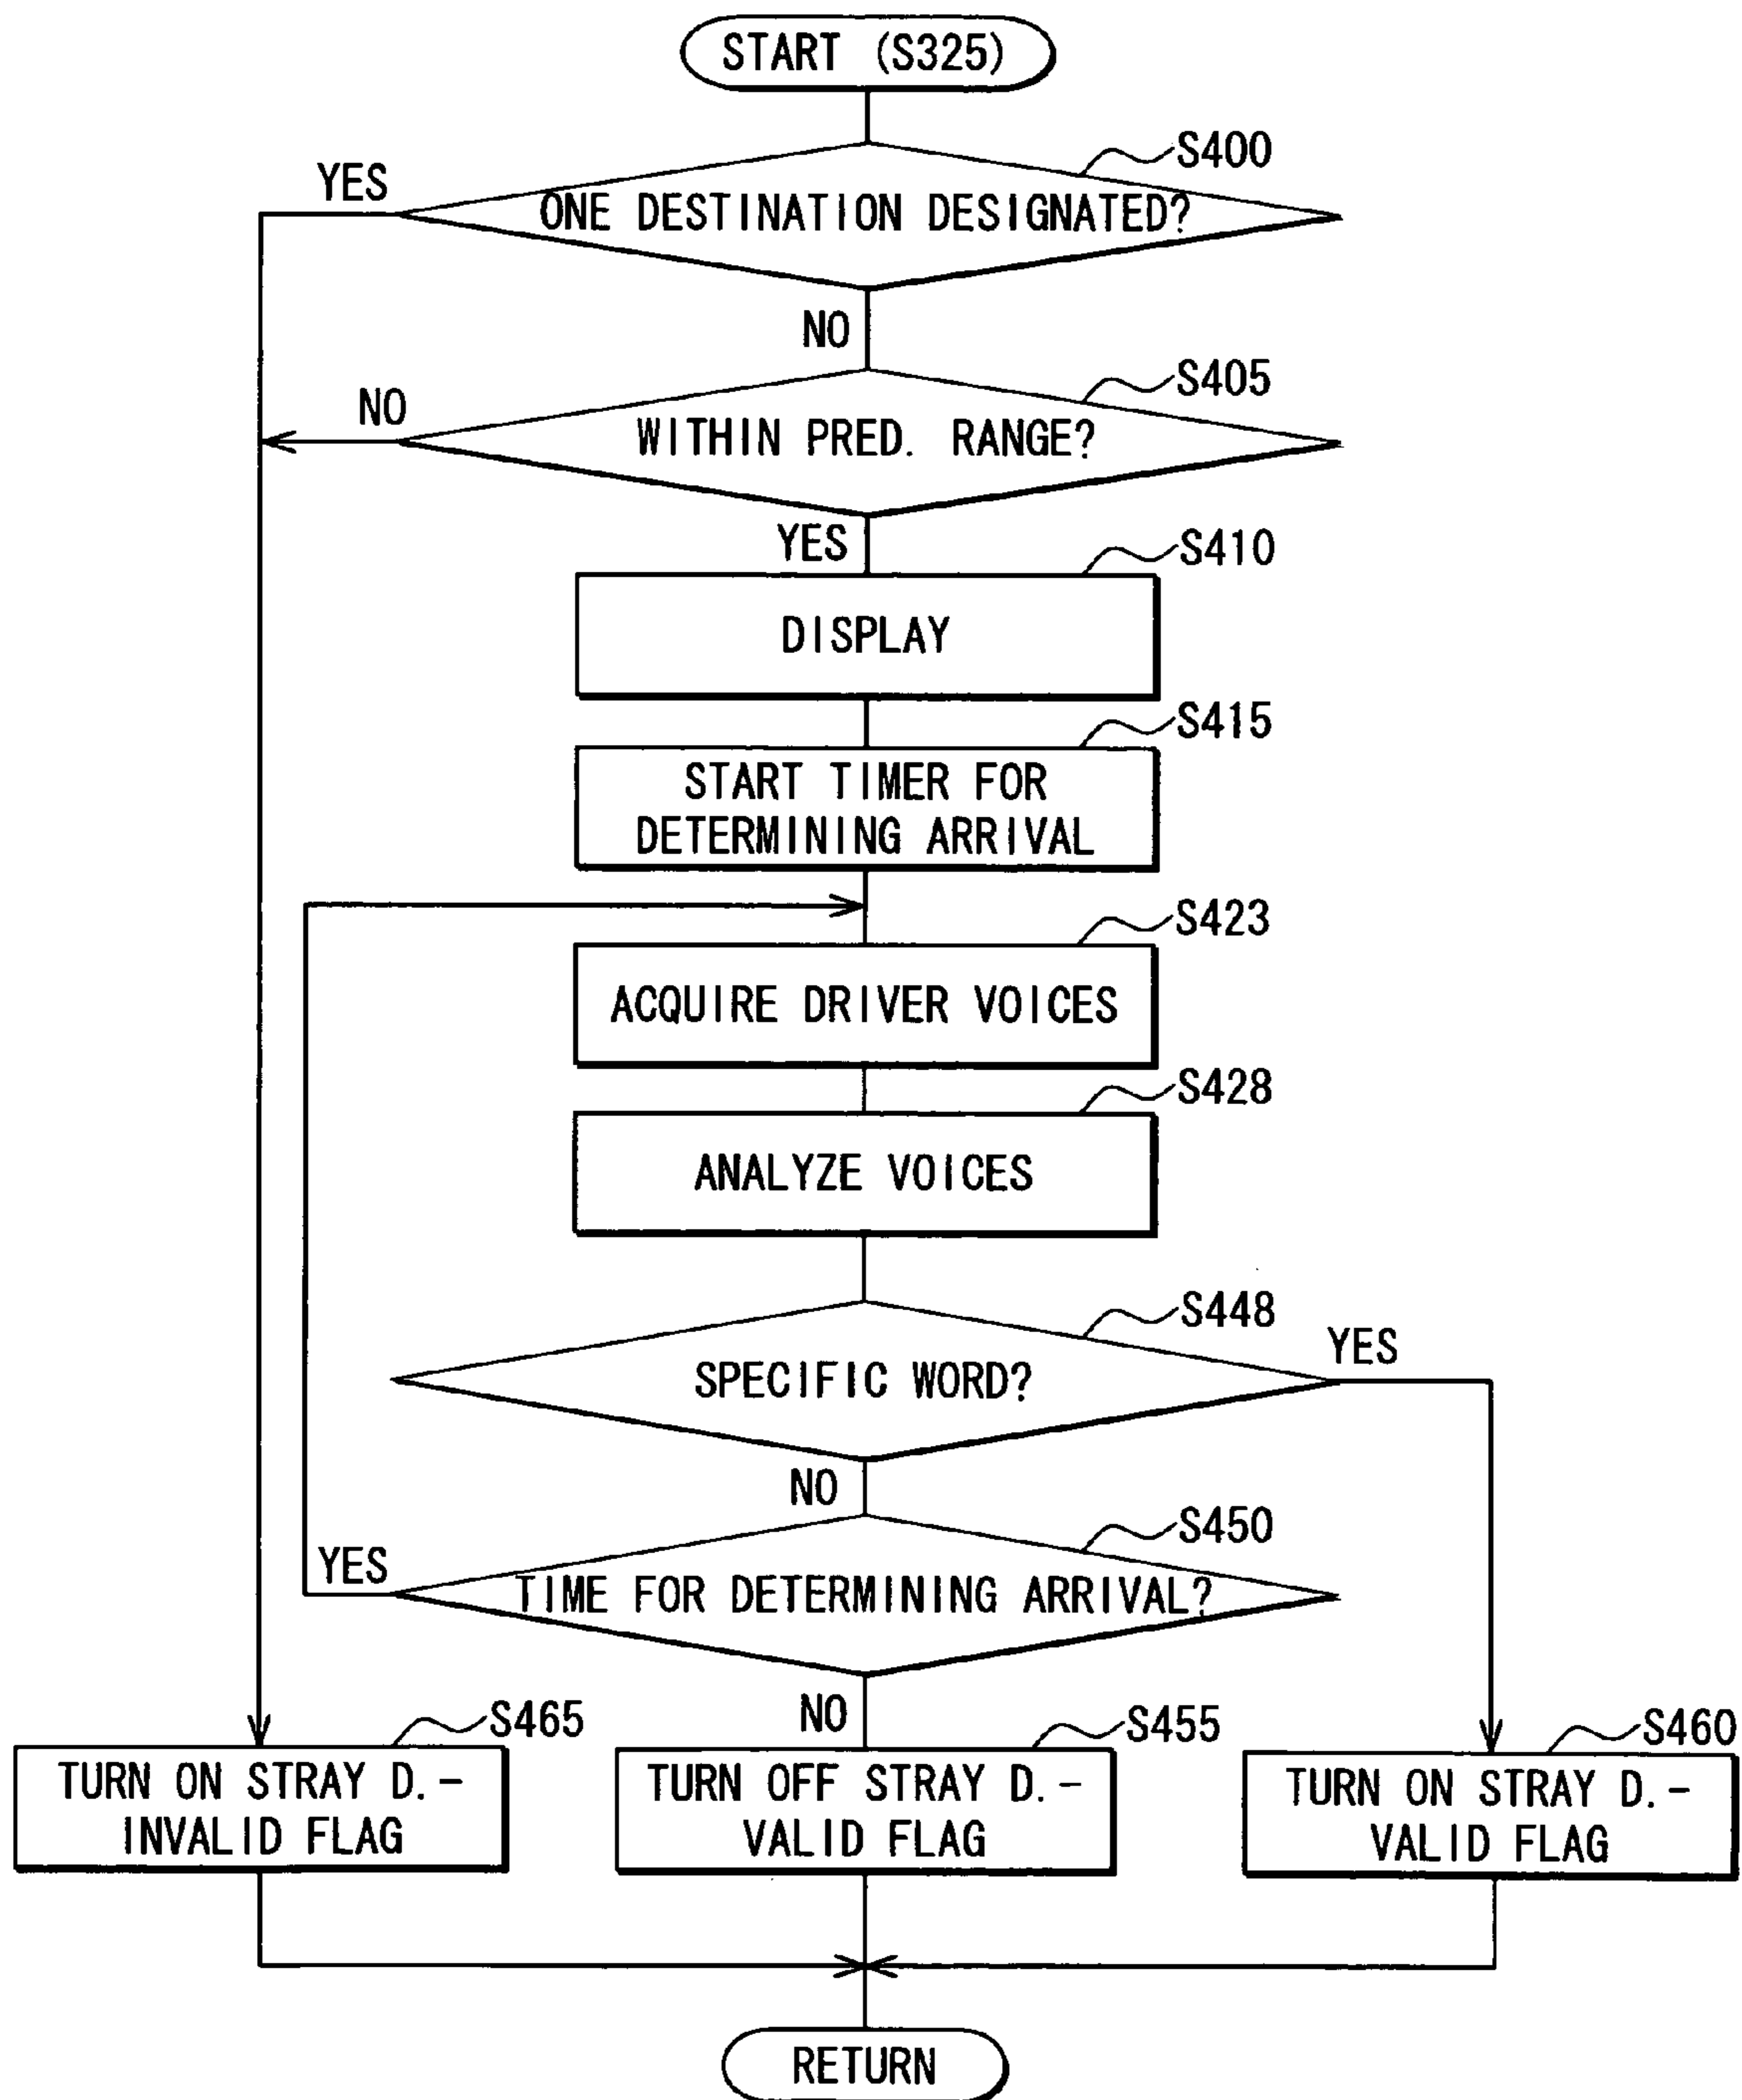 START (S325)
S400
YES
ONE DESTINATION DESIGNATED?
NO
S405
NO
WITHIN PRED. RANGE?
YES
S410
DISPLAY
S415
START TIMER FOR
DETERMINING ARRIVAL
S423
ACQUIRE DRIVER VOICES
S428
ANALYZE VOICES
S448
YES
SPECIFIC WORD?
NO
S450
YES
TIME FOR DETERMINING ARRIVAL?
NO
S465
S455
S460
TURN ON STRAY D.-
INVALID FLAG
TURN OFF STRAY D.-
VALID FLAG
TURN ON STRAY D.-
VALID FLAG
RETURN